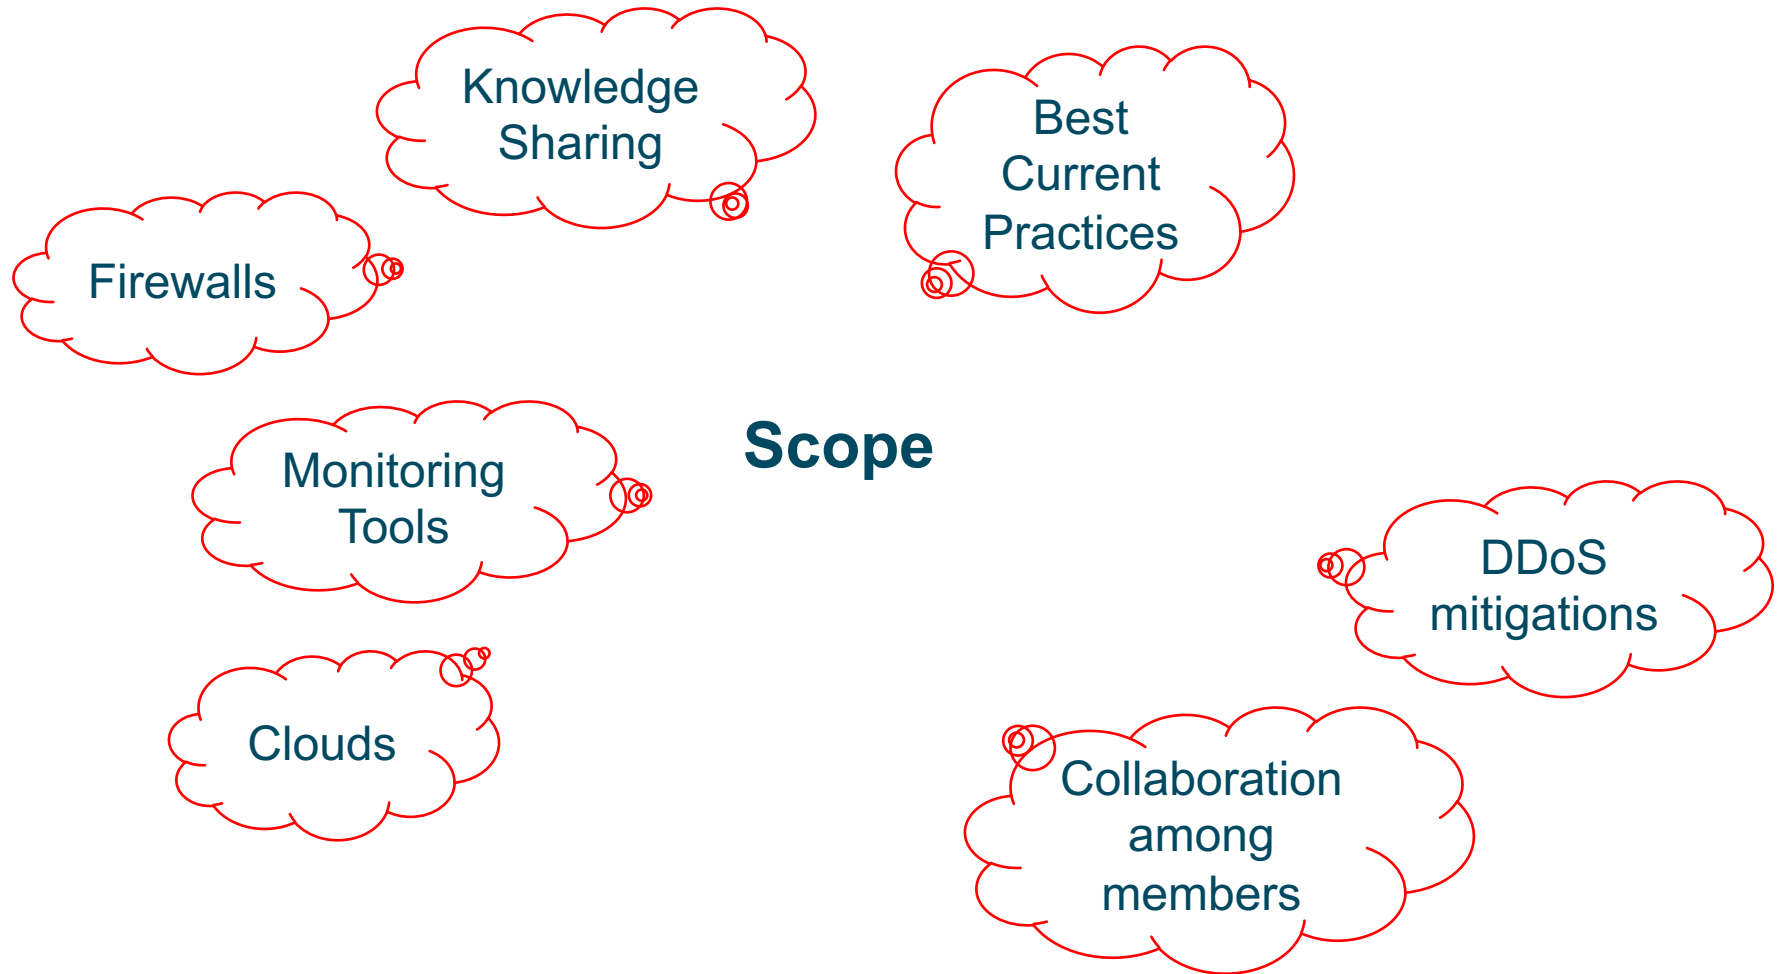 Knowledge
Sharing
Best
Current
Practices
Firewalls
Scope
Monitoring
Tools
DDoS
mitigations
Clouds
Collaboration
among
members